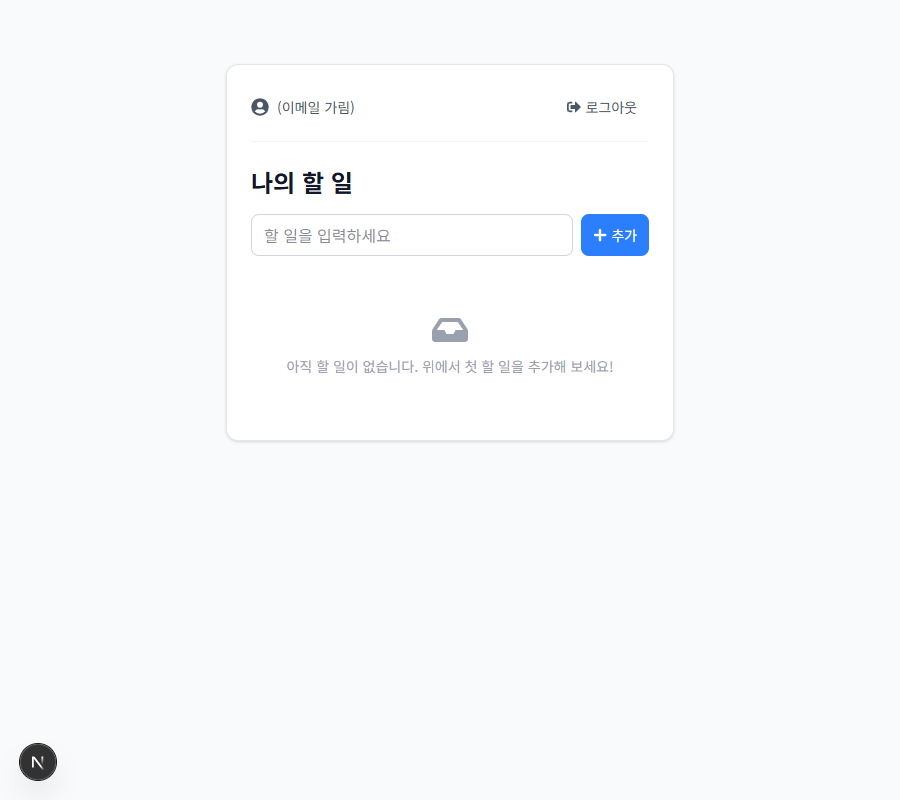 (이메일 가림)
로그아웃
나의 할 일
할 일을 입력하세요
추가
아직 할 일이 없습니다. 위에서 첫 할 일을 추가해 보세요!
N